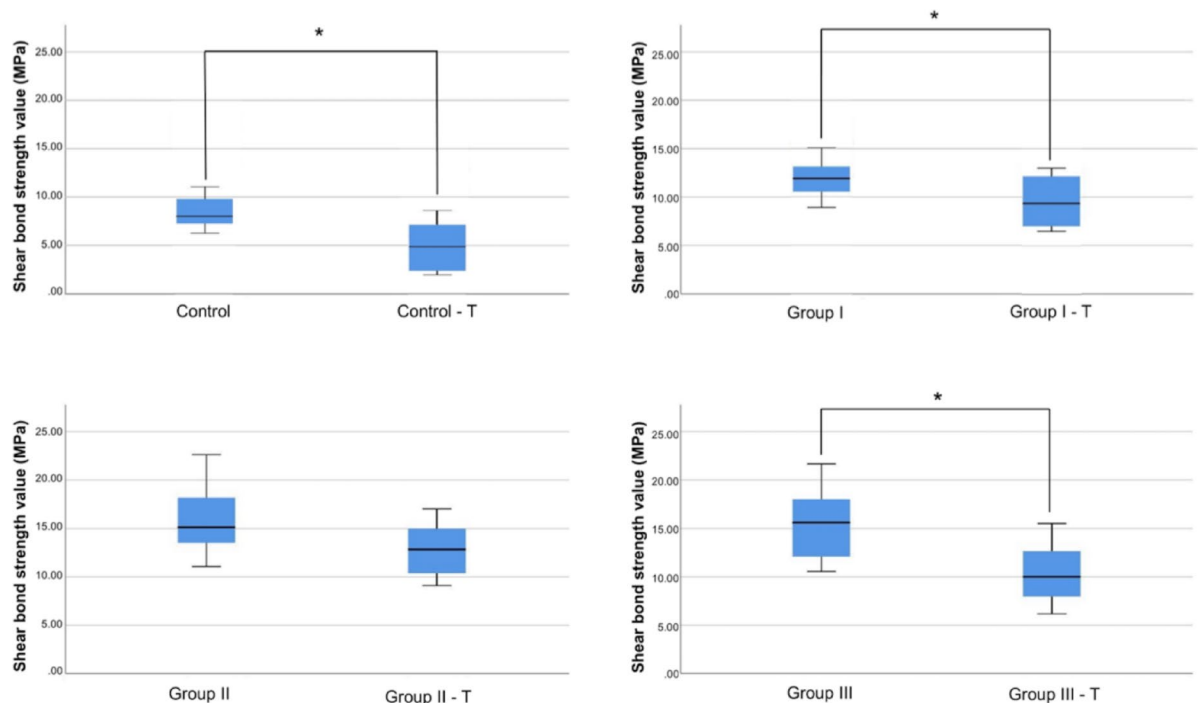 *
Shear bond strength value (MPa)
25.00
20.00
15.00
10.00
5.00
.00
Control
Control - T
*
Shear bond strength value (MPa)
25.00
20.00
15.00
10.00
5.00
.00
Group I
Group I - T
Shear bond strength value (MPa)
25.00
20.00
15.00
10.00
5.00
.00
Group II
Group II - T
*
Shear bond strength value (MPa)
25.00
20.00
15.00
10.00
5.00
.00
Group III
Group III - T